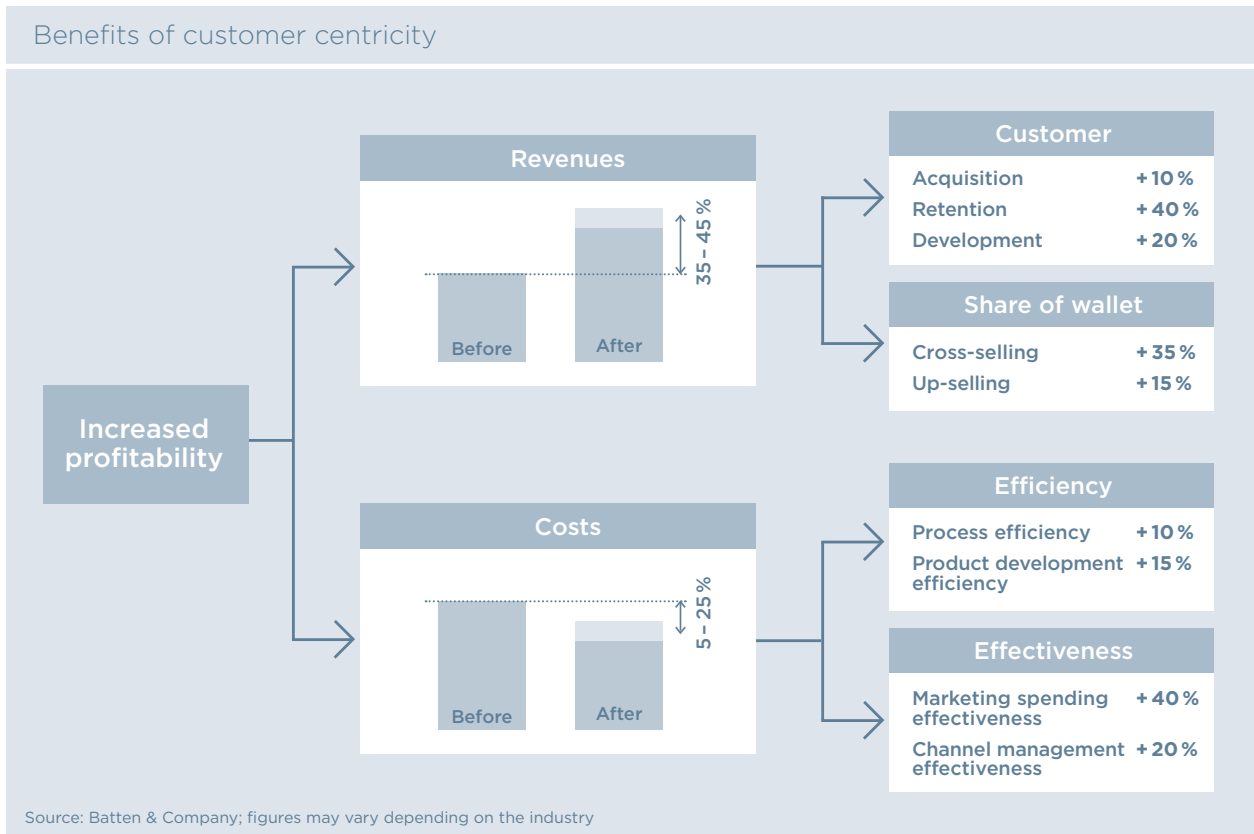 Benefits of customer centricity
Increased
profitability
Revenues
Before
After
35 – 45 %
Costs
Before
After
5 – 25 %
Customer
Acquisition +10 %
Retention +40 %
Development +20 %
Share of wallet
Cross-selling +35 %
Up-selling +15 %
Efficiency
Process efficiency +10 %
Product development +15 %
efficiency
Effectiveness
Marketing spending +40 %
effectiveness
Channel management +20 %
effectiveness
Source: Batten & Company; figures may vary depending on the industry